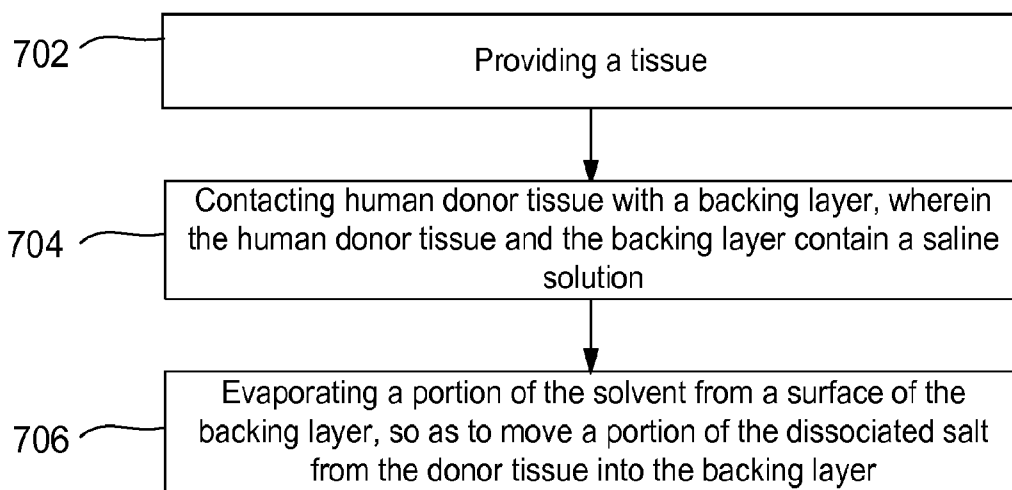 702
Providing a tissue
Contacting human donor tissue with a backing layer, wherein
704
the human donor tissue and the backing layer contain a saline
solution
Evaporating a portion of the solvent from a surface of the
706
backing layer, so as to move a portion of the dissociated salt
from the donor tissue into the backing layer